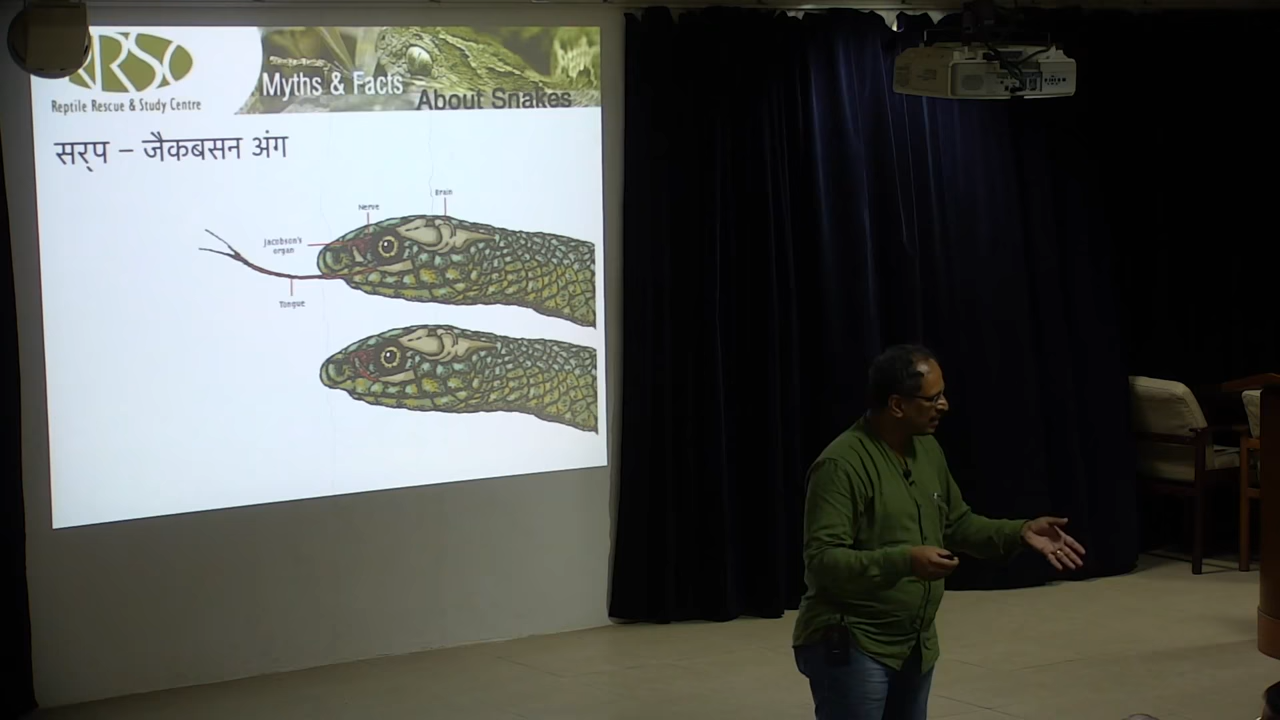 RRSC
Reptile Rescue & Study Centre
Myths & Facts
About Snakes
सर्‌प – जैकबसन अंग
Brain
Nerve
Jacobson's
organ
Tongue